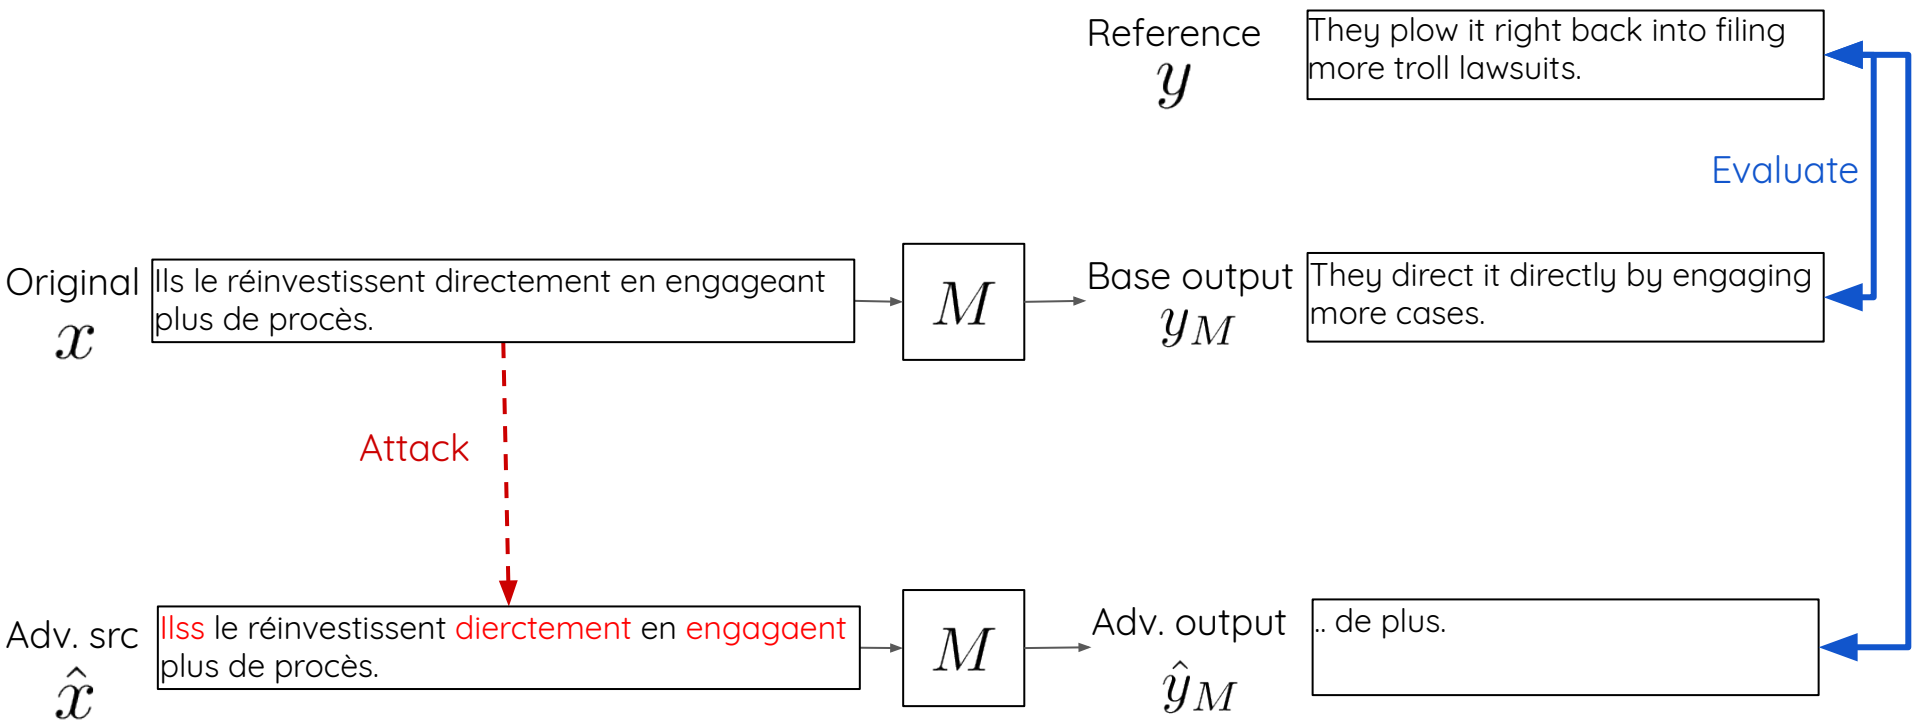 Reference
y
They plow it right back into filing
more troll lawsuits.
Evaluate
Original
x
Ils le réinvestissent directement en engageant
plus de procès.
M
Base output
y_M
They direct it directly by engaging
more cases.
Attack
Adv. src
x̂
Ilss le réinvestissent dierctement en engagaent
plus de procès.
M
Adv. output
ŷ_M
.. de plus.